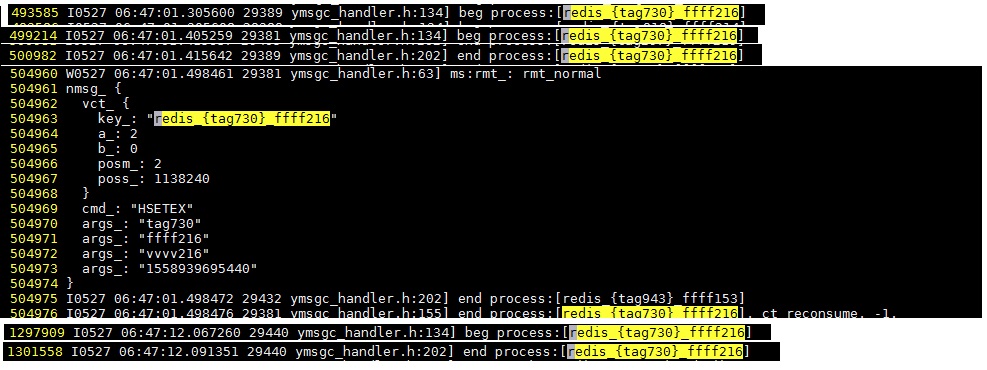 493585 I0527 06:47:01.305600 29389 ymsgc_handler.h:134] beg process:[redis_{tag730}_ffff216]
499214 I0527 06:47:01.405259 29381 ymsgc_handler.h:134] beg process:[redis_{tag730}_ffff216]
500982 I0527 06:47:01.415642 29389 ymsgc_handler.h:202] end process:[redis_{tag730}_ffff216]
504960 W0527 06:47:01.498461 29381 ymsgc_handler.h:63] ms:rmt_: rmt_normal
504961 nmsg_ {
504962   vct_ {
504963     key_: "redis_{tag730}_ffff216"
504964     a_: 2
504965     b_: 0
504966     posm_: 2
504967     poss_: 1138240
504968   }
504969   cmd_: "HSETEX"
504970   args_: "tag730"
504971   args_: "ffff216"
504972   args_: "vvvv216"
504973   args_: "1558939695440"
504974 }
504975 I0527 06:47:01.498472 29432 ymsgc_handler.h:202] end process:[redis_{tag943}_ffff153]
504976 I0527 06:47:01.498476 29381 ymsgc_handler.h:155] end process:[redis_{tag730}_ffff216], ct reconsume, -1.
1297909 I0527 06:47:12.067260 29440 ymsgc_handler.h:134] beg process:[redis_{tag730}_ffff216]
1301558 I0527 06:47:12.091351 29440 ymsgc_handler.h:202] end process:[redis_{tag730}_ffff216]